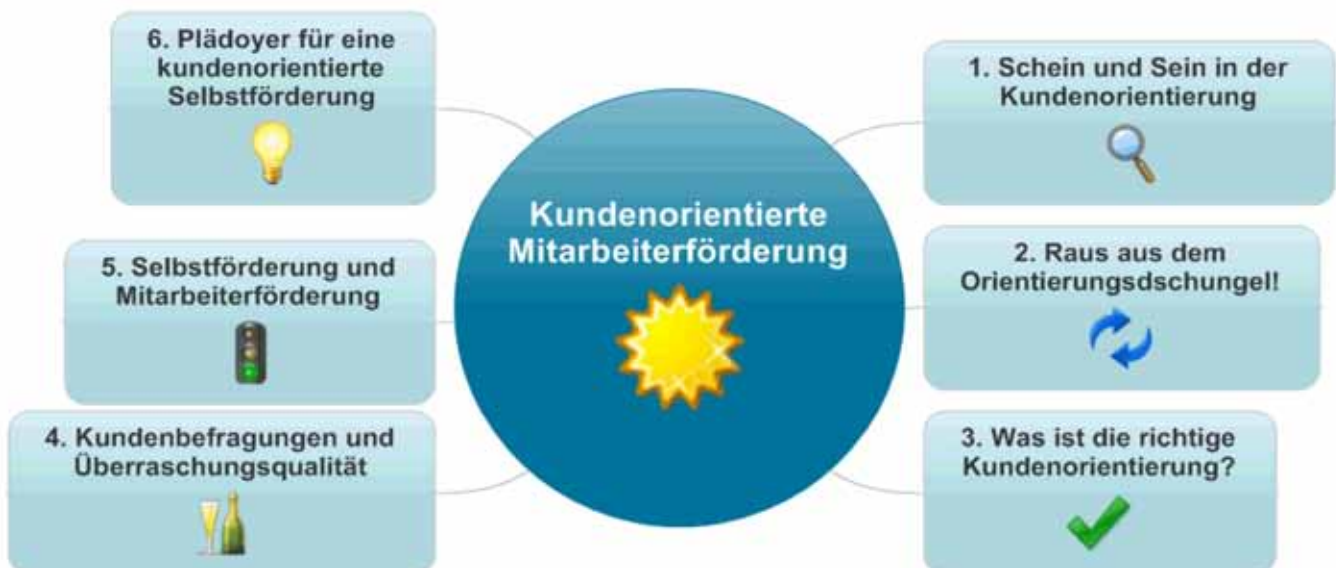 Kundenorientierte
Mitarbeiterförderung
1. Schein und Sein in der
Kundenorientierung
2. Raus aus dem
Orientierungsdschungel!
3. Was ist die richtige
Kundenorientierung?
4. Kundenbefragungen und
Überraschungsqualität
5. Selbstförderung und
Mitarbeiterförderung
6. Plädoyer für eine
kundenorientierte
Selbstförderung